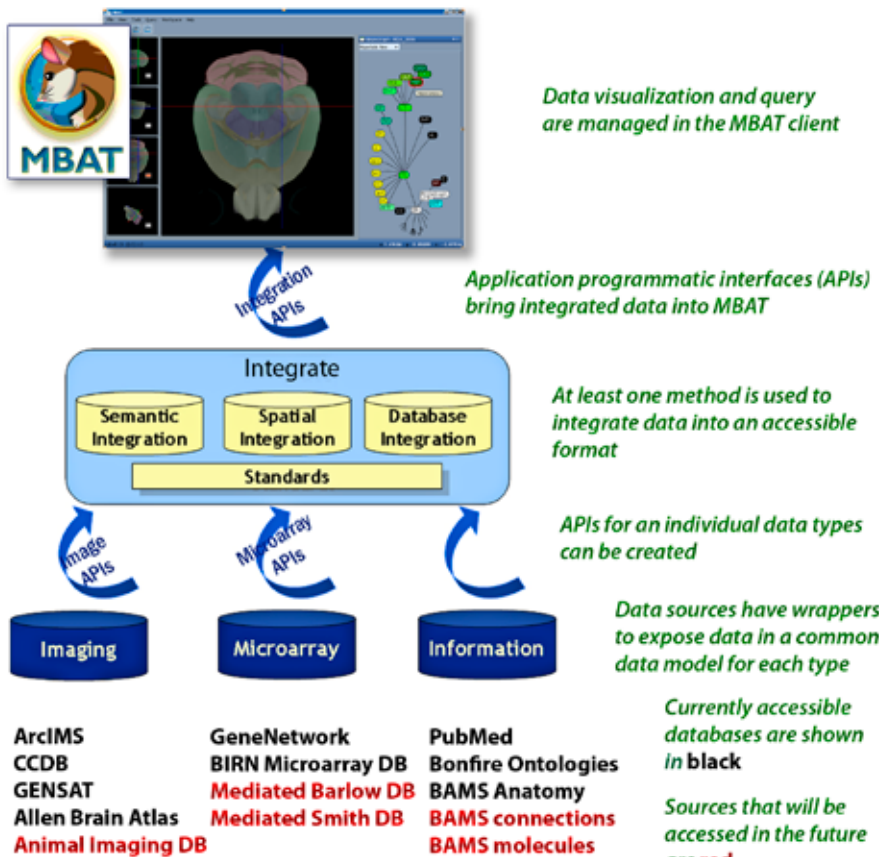 MBAT
Data visualization and query
are managed in the MBAT client
Integration
APIs
Application programmatic interfaces (APIs)
bring integrated data into MBAT
Integrate
Semantic
Integration
Spatial
Integration
Database
Integration
Standards
At least one method is used to
integrate data into an accessible
format
Image
APIs
Microarray
APIs
APIs for an individual data types
can be created
Imaging
Microarray
Information
Data sources have wrappers
to expose data in a common
data model for each type
ArcIMS
CCDB
GENSAT
Allen Brain Atlas
Animal Imaging DB
GeneNetwork
BIRN Microarray DB
Mediated Barlow DB
Mediated Smith DB
PubMed
Bonfire Ontologies
BAMS Anatomy
BAMS connections
BAMS molecules
Currently accessible
databases are shown
in black
Sources that will be
accessed in the future
are red